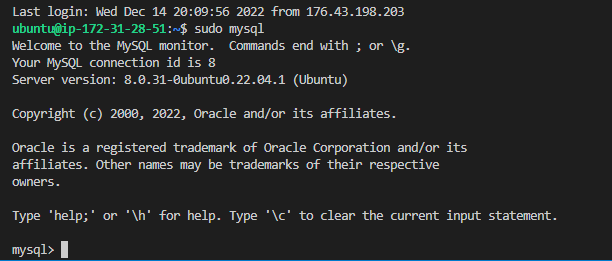 Last login: Wed Dec 14 20:09:56 2022 from 176.43.198.203
ubuntu@ip-172-31-28-51:~$ sudo mysql
Welcome to the MySQL monitor.  Commands end with ; or \g.
Your MySQL connection id is 8
Server version: 8.0.31-0ubuntu0.22.04.1 (Ubuntu)
Copyright (c) 2000, 2022, Oracle and/or its affiliates.
Oracle is a registered trademark of Oracle Corporation and/or its
affiliates. Other names may be trademarks of their respective
owners.
Type 'help;' or '\h' for help. Type '\c' to clear the current input statement.
mysql>